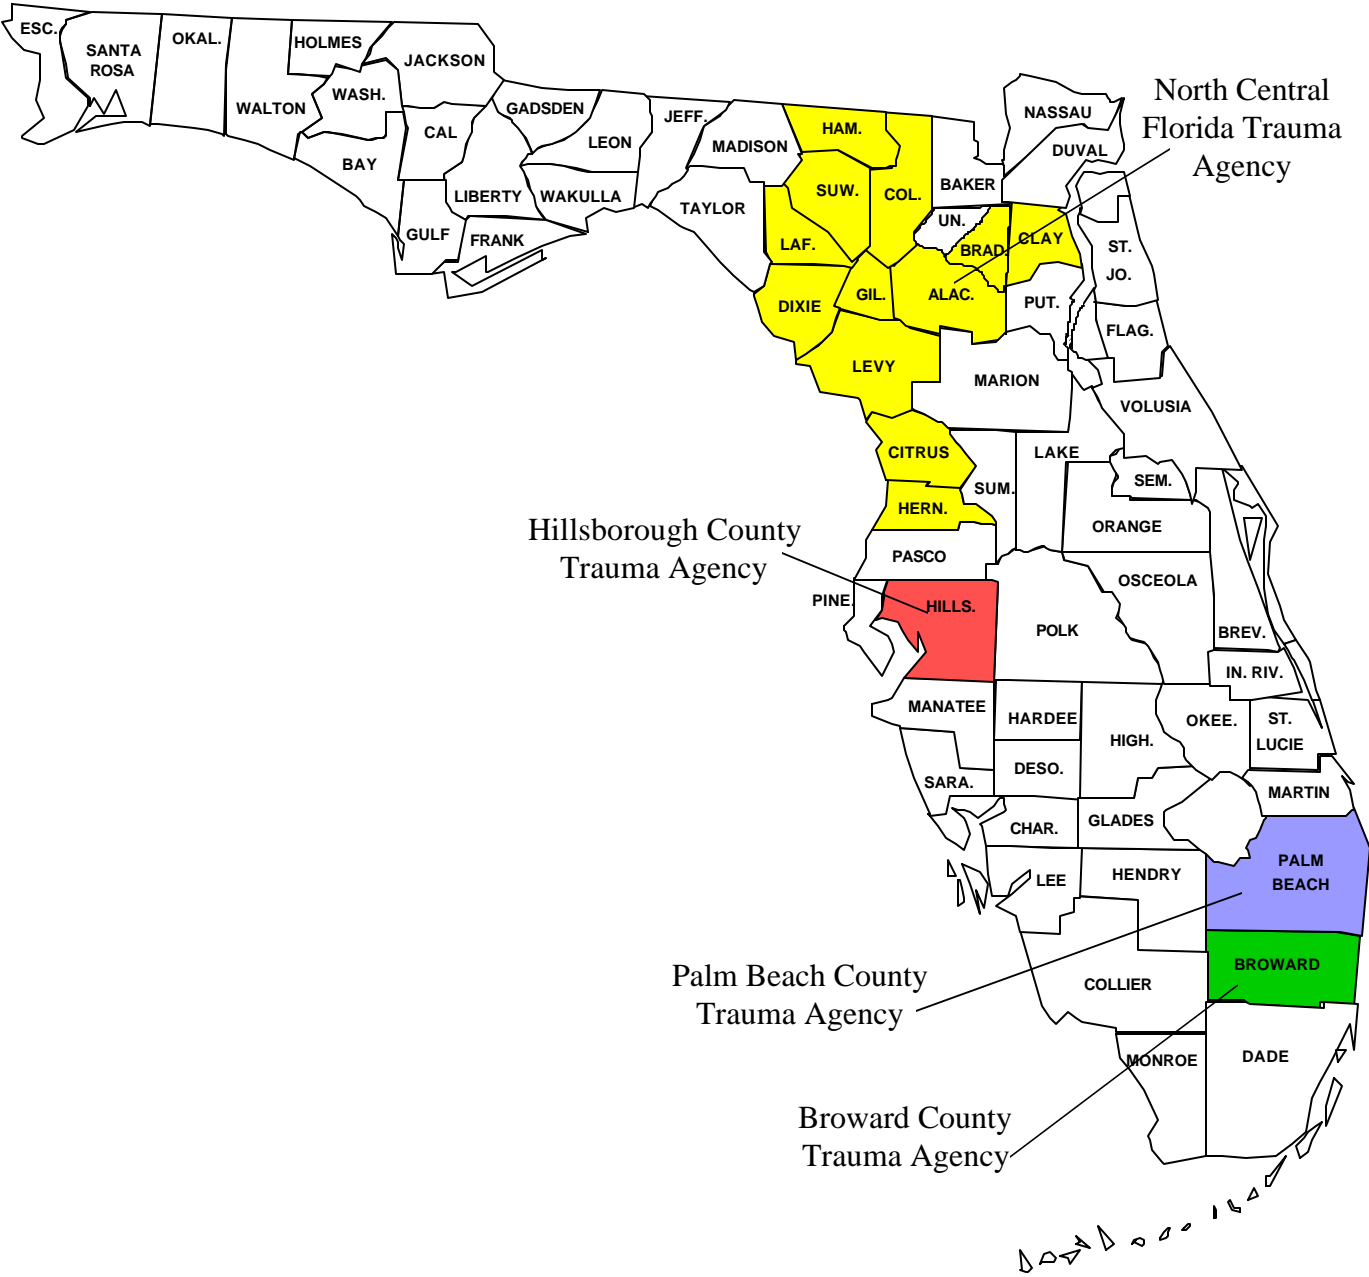 ESC.
SANTA
ROSA
OKAL.
WALTON
HOLMES
WASH.
JACKSON
BAY
CAL
GULF
GADSDEN
LIBERTY
FRANK
LEON
WAKULLA
JEFF.
MADISON
TAYLOR
HAM.
SUW.
LAF.
DIXIE
COL.
GIL.
LEVY
BAKER
UN.
BRAD.
ALAC.
NASSAU
DUVAL
CLAY
ST.
JO.
PUT.
FLAG.
North Central
Florida Trauma
Agency
MARION
VOLUSIA
CITRUS
SUM.
LAKE
SEM.
HERN.
ORANGE
PASCO
OSCEOLA
Hillsborough County
Trauma Agency
PINE.
HILLS.
POLK
BREV.
IN. RIV.
MANATEE
HARDEE
HIGH.
OKEE.
ST.
LUCIE
SARA.
DESO.
MARTIN
CHAR.
GLADES
LEE
HENDRY
PALM
BEACH
Palm Beach County
Trauma Agency
COLLIER
BROWARD
MONROE
DADE
Broward County
Trauma Agency